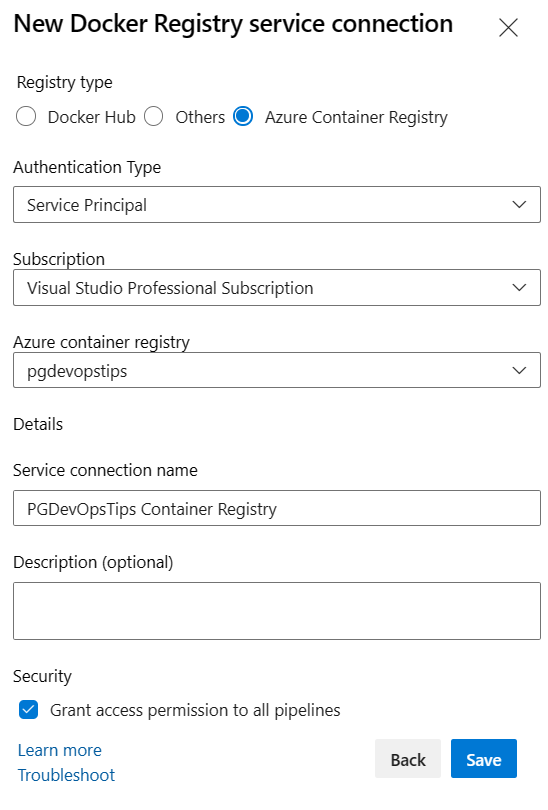 New Docker Registry service connection
Registry type
Docker Hub Others Azure Container Registry
Authentication Type
Service Principal
Subscription
Visual Studio Professional Subscription
Azure container registry
pgdevopstips
Details
Service connection name
PGDevOpsTips Container Registry
Description (optional)
Security
Grant access permission to all pipelines
Learn more
Back Save
Troubleshoot